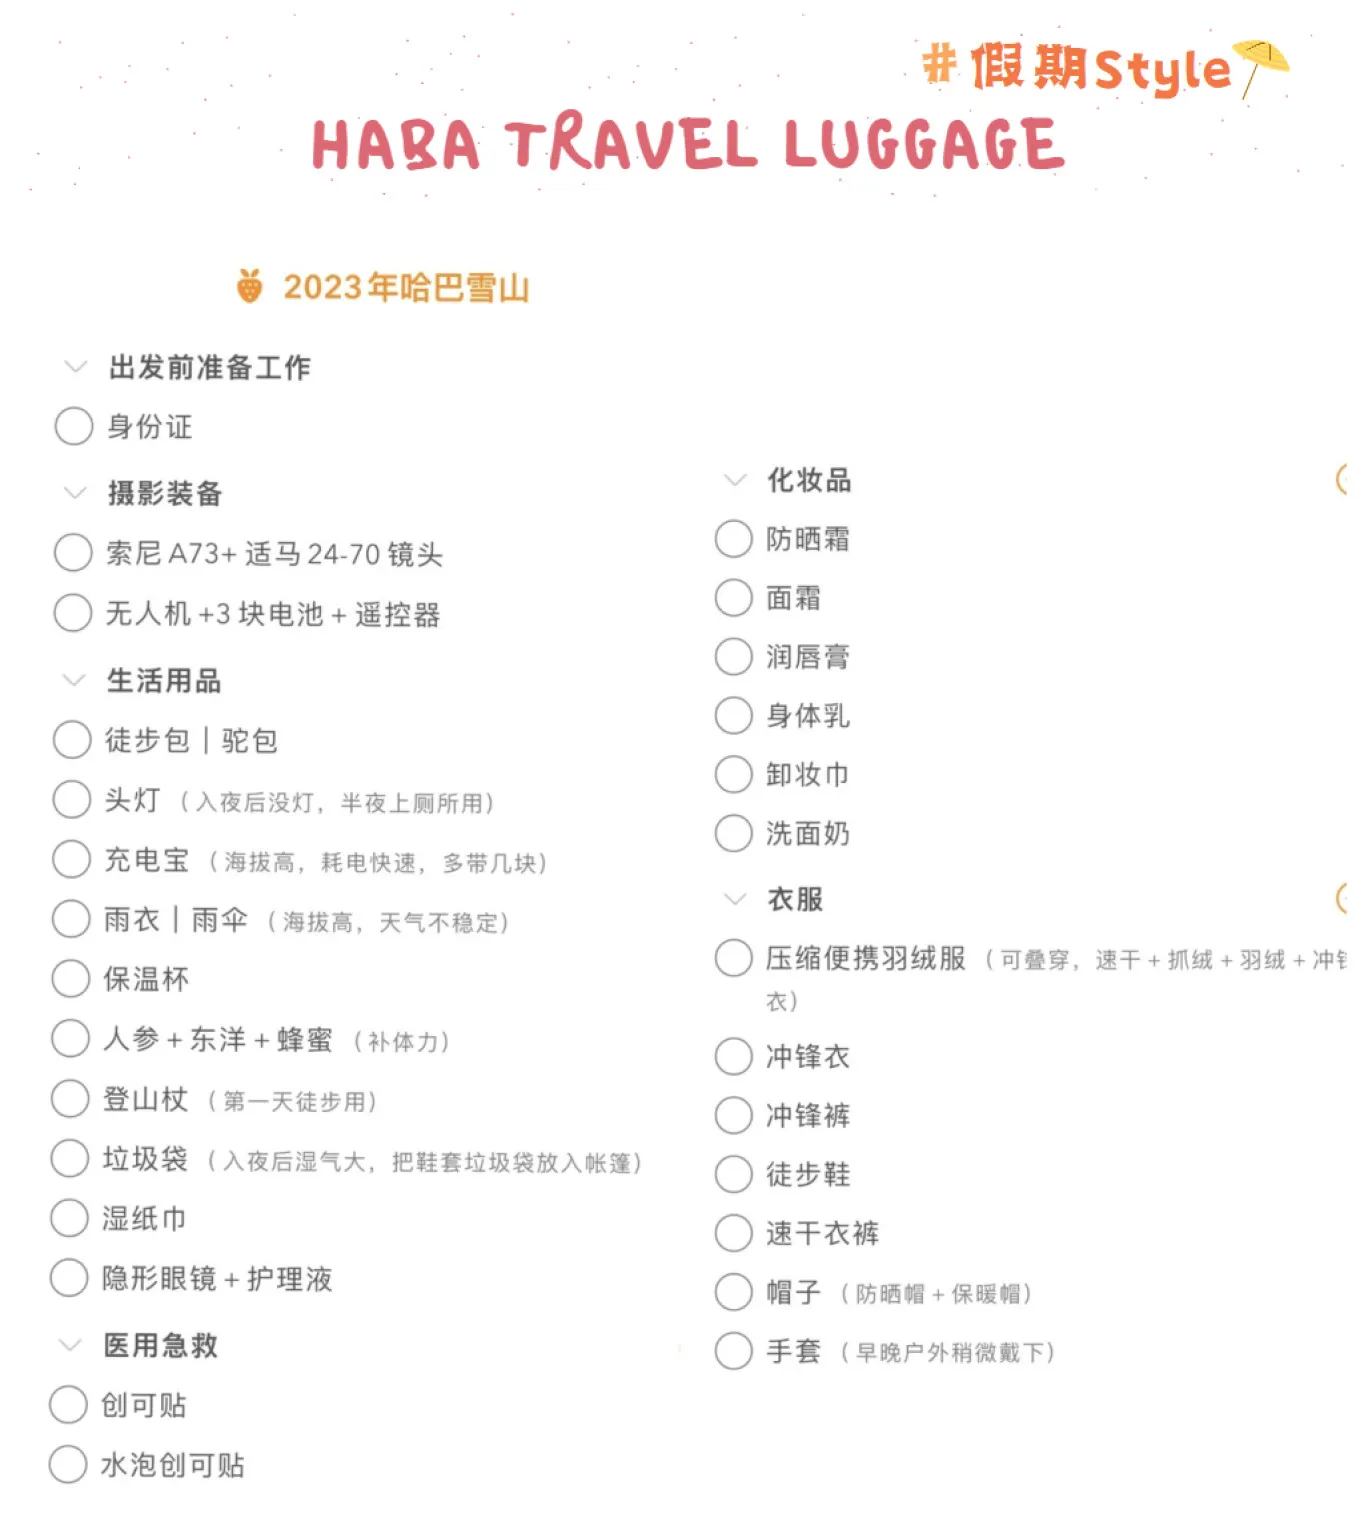 #假期Style
HABA TRAVEL LUGGAGE
2023年哈巴雪山
出发前准备工作
身份证
摄影装备
索尼A73+适马24-70镜头
无人机+3块电池+遥控器
生活用品
徒步包｜驼包
头灯（入夜后没灯，半夜上厕所用）
充电宝（海拔高，耗电快速，多带几块）
雨衣｜雨伞（海拔高，天气不稳定）
保温杯
人参+东洋+蜂蜜（补体力）
登山杖（第一天徒步用）
垃圾袋（入夜后湿气大，把鞋套垃圾袋放入帐篷）
湿纸巾
隐形眼镜+护理液
医用急救
创可贴
水泡创可贴
化妆品
防晒霜
面霜
润唇膏
身体乳
卸妆巾
洗面奶
衣服
压缩便携羽绒服（可叠穿，速干+抓绒+羽绒+冲锋
衣）
冲锋衣
冲锋裤
徒步鞋
速干衣裤
帽子（防晒帽+保暖帽）
手套（早晚户外稍微戴下）